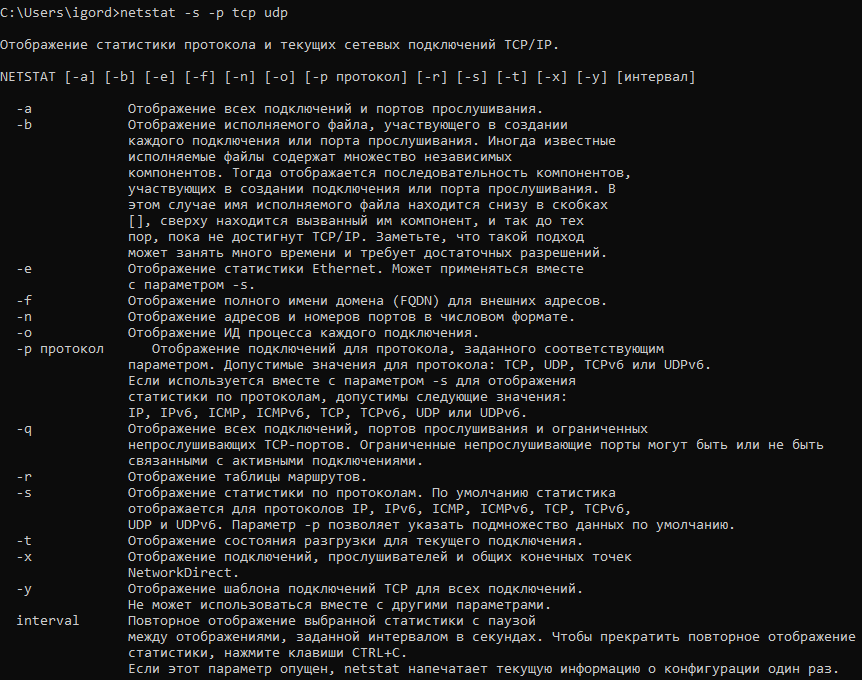 C:\Users\igord>netstat -s -p tcp udp
Отображение статистики протокола и текущих сетевых подключений TCP/IP.
NETSTAT [-a] [-b] [-e] [-f] [-n] [-o] [-p протокол] [-r] [-s] [-t] [-x] [-y] [интервал]
-a Отображение всех подключений и портов прослушивания.
-b Отображение исполняемого файла, участвующего в создании
каждого подключения или порта прослушивания. Иногда известные
исполняемые файлы содержат множество независимых
компонентов. Тогда отображается последовательность компонентов,
участвующих в создании подключения или порта прослушивания. В
этом случае имя исполняемого файла находится снизу в скобках
[], сверху находится вызванный им компонент, и так до тех
пор, пока не достигнут TCP/IP. Заметьте, что такой подход
может занять много времени и требует достаточных разрешений.
-e Отображение статистики Ethernet. Может применяться вместе
с параметром -s.
-f Отображение полного имени домена (FQDN) для внешних адресов.
-n Отображение адресов и номеров портов в числовом формате.
-o Отображение ИД процесса каждого подключения.
-p протокол Отображение подключений для протокола, заданного соответствующим
параметром. Допустимые значения для протокола: TCP, UDP, TCPv6 или UDPv6.
Если используется вместе с параметром -s для отображения
статистики по протоколам, допустимы следующие значения:
IP, IPv6, ICMP, ICMPv6, TCP, TCPv6, UDP или UDPv6.
-q Отображение всех подключений, портов прослушивания и ограниченных
непрослушивающих TCP-портов. Ограниченные непрослушивающие порты могут быть или не быть
связанными с активными подключениями.
-r Отображение таблицы маршрутов.
-s Отображение статистики по протоколам. По умолчанию статистика
отображается для протоколов IP, IPv6, ICMP, ICMPv6, TCP, TCPv6,
UDP и UDPv6. Параметр -p позволяет указать подмножество данных по умолчанию.
-t Отображение состояния разгрузки для текущего подключения.
-x Отображение подключений, прослушивателей и общих конечных точек
NetworkDirect.
-y Отображение шаблона подключений TCP для всех подключений.
Не может использоваться вместе с другими параметрами.
interval Повторное отображение выбранной статистики с паузой
между отображениями, заданной интервалом в секундах. Чтобы прекратить повторное отображение
статистики, нажмите клавиши CTRL+C.
Если этот параметр опущен, netstat напечатает текущую информацию о конфигурации один раз.